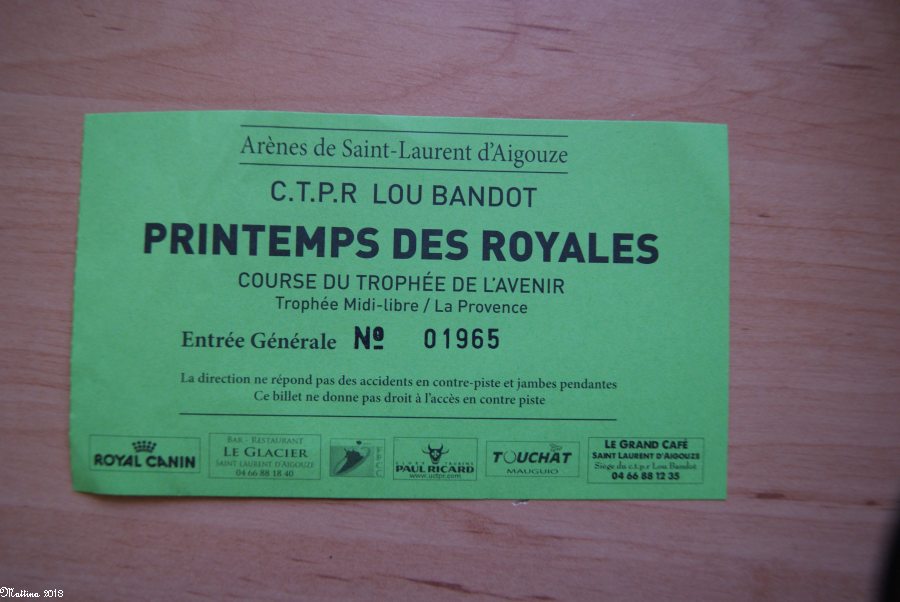 Arènes de Saint-Laurent d'Aigouze
C.T.P.R LOU BANDOT
PRINTEMPS DES ROYALES
COURSE DU TROPHÉE DE L'AVENIR
Trophée Midi-libre / La Provence
Entrée Générale Nº 01965
La direction ne répond pas des accidents en contre-piste et jambes pendantes
Ce billet ne donne pas droit à l'accès en contre piste
ROYAL CANIN
BAR - RESTAURANT
LE GLACIER
SAINT LAURENT D'AIGOUZE
04 66 88 18 40
PAUL RICARD
www.uctpr.com
TOUCHAT
MAUGUIO
LE GRAND CAFÉ
SAINT LAURENT D'AIGOUZE
Siège du c.t.p.r Lou Bandot
04 66 88 12 35
Mattina 2013